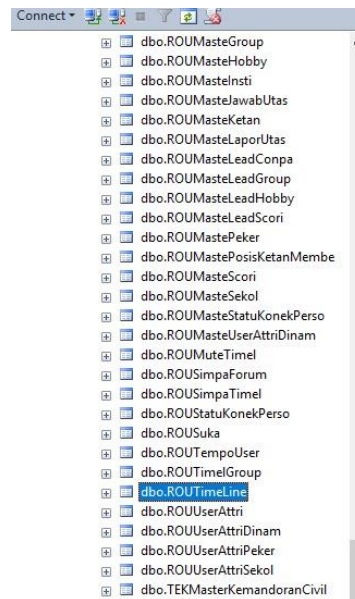 Connect
dbo.ROUMasteGroup
dbo.ROUMasteHobby
dbo.ROUMasteInsti
dbo.ROUMasteJawabUtas
dbo.ROUMasteKetan
dbo.ROUMasteLaporUtas
dbo.ROUMasteLeadConpa
dbo.ROUMasteLeadGroup
dbo.ROUMasteLeadHobby
dbo.ROUMasteLeadScori
dbo.ROUMastePeker
dbo.ROUMastePosisKetanMembe
dbo.ROUMasteScori
dbo.ROUMasteSekol
dbo.ROUMasteStatuKonekPerso
dbo.ROUMasteUserAttriDinam
dbo.ROUMuteTimel
dbo.ROUSimpaForum
dbo.ROUSimpaTimel
dbo.ROUStatuKonekPerso
dbo.ROUSuka
dbo.ROUTempoUser
dbo.ROUTimelGroup
dbo.ROUTimeLine
dbo.ROUUserAttri
dbo.ROUUserAttriDinam
dbo.ROUUserAttriPeker
dbo.ROUUserAttriSekol
dbo.TEKMasterKemandoranCivil